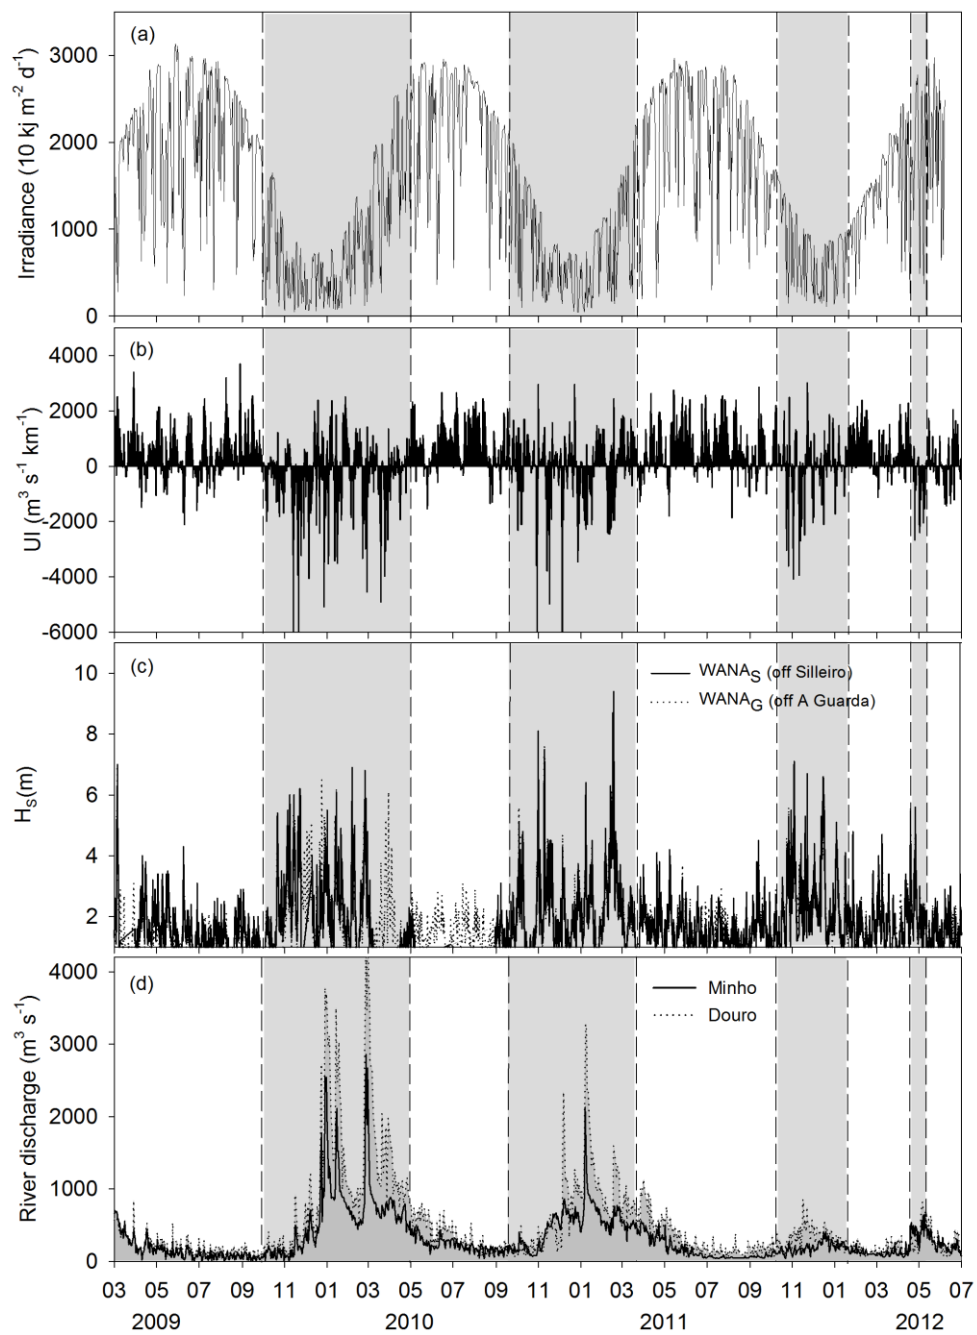 (a)
Irradiance (10 kj m⁻² d⁻¹)
3000
2000
1000
0
(b)
UI (m³ s⁻¹ km⁻¹)
4000
2000
0
-2000
-4000
-6000
(c)
Hₛ(m)
10
8
6
4
2
WANA_S (off Silleiro)
WANA_G (off A Guarda)
(d)
River discharge (m³ s⁻¹)
4000
3000
2000
1000
0
Minho
Douro
03 05 07 09 11 01 03 05 07 09 11 01 03 05 07 09 11 01 03 05 07
2009 2010 2011 2012